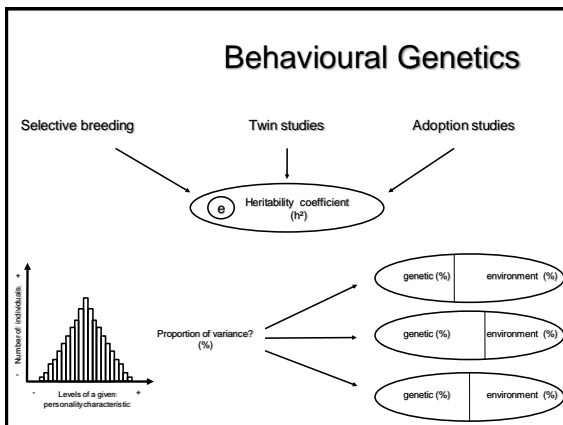 Behavioural Genetics
Selective breeding
Twin studies
Adoption studies
e
Heritability coefficient
(h²)
+
Number of individuals
-
- Levels of a given +
personality characteristic
Proportion of variance?
(%)
genetic (%) environment (%)
genetic (%) environment (%)
genetic (%) environment (%)